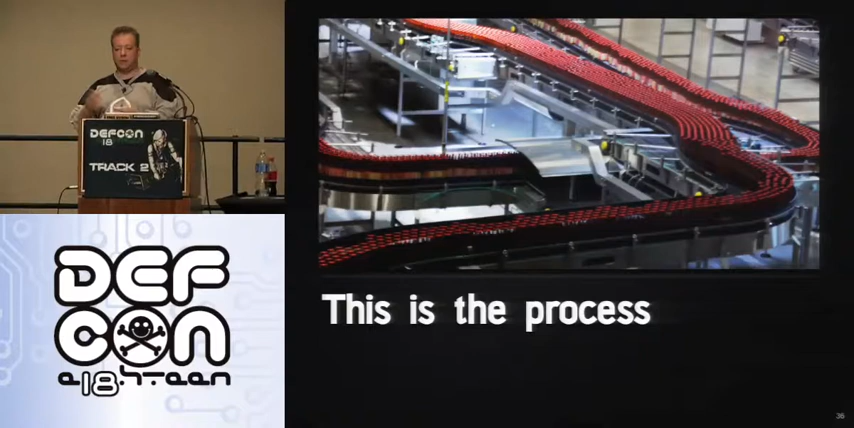 DEFCON
18
TRACK 2
DEF
CON
e18hteen
This is the process
36